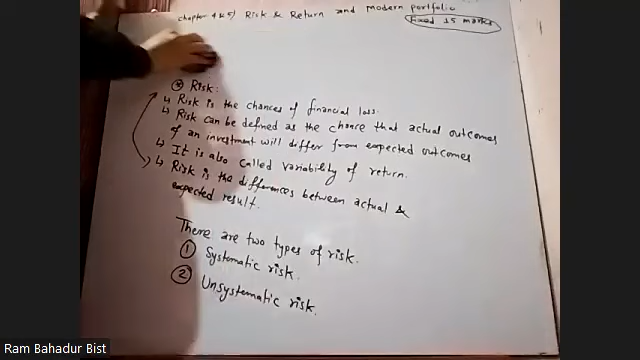 chapter 4&5) Risk & Return and modern portfolio
Fixed 15 marks
* Risk:
↳ Risk is the chances of financial loss.
↳ Risk can be defined as the chance that actual outcomes
of an investment will differ from expected outcomes
↳ It is also called variability of return.
↳ Risk is the differences between actual &
expected result.
There are two types of risk.
① Systematic risk.
② Unsystematic risk.
Ram Bahadur Bist